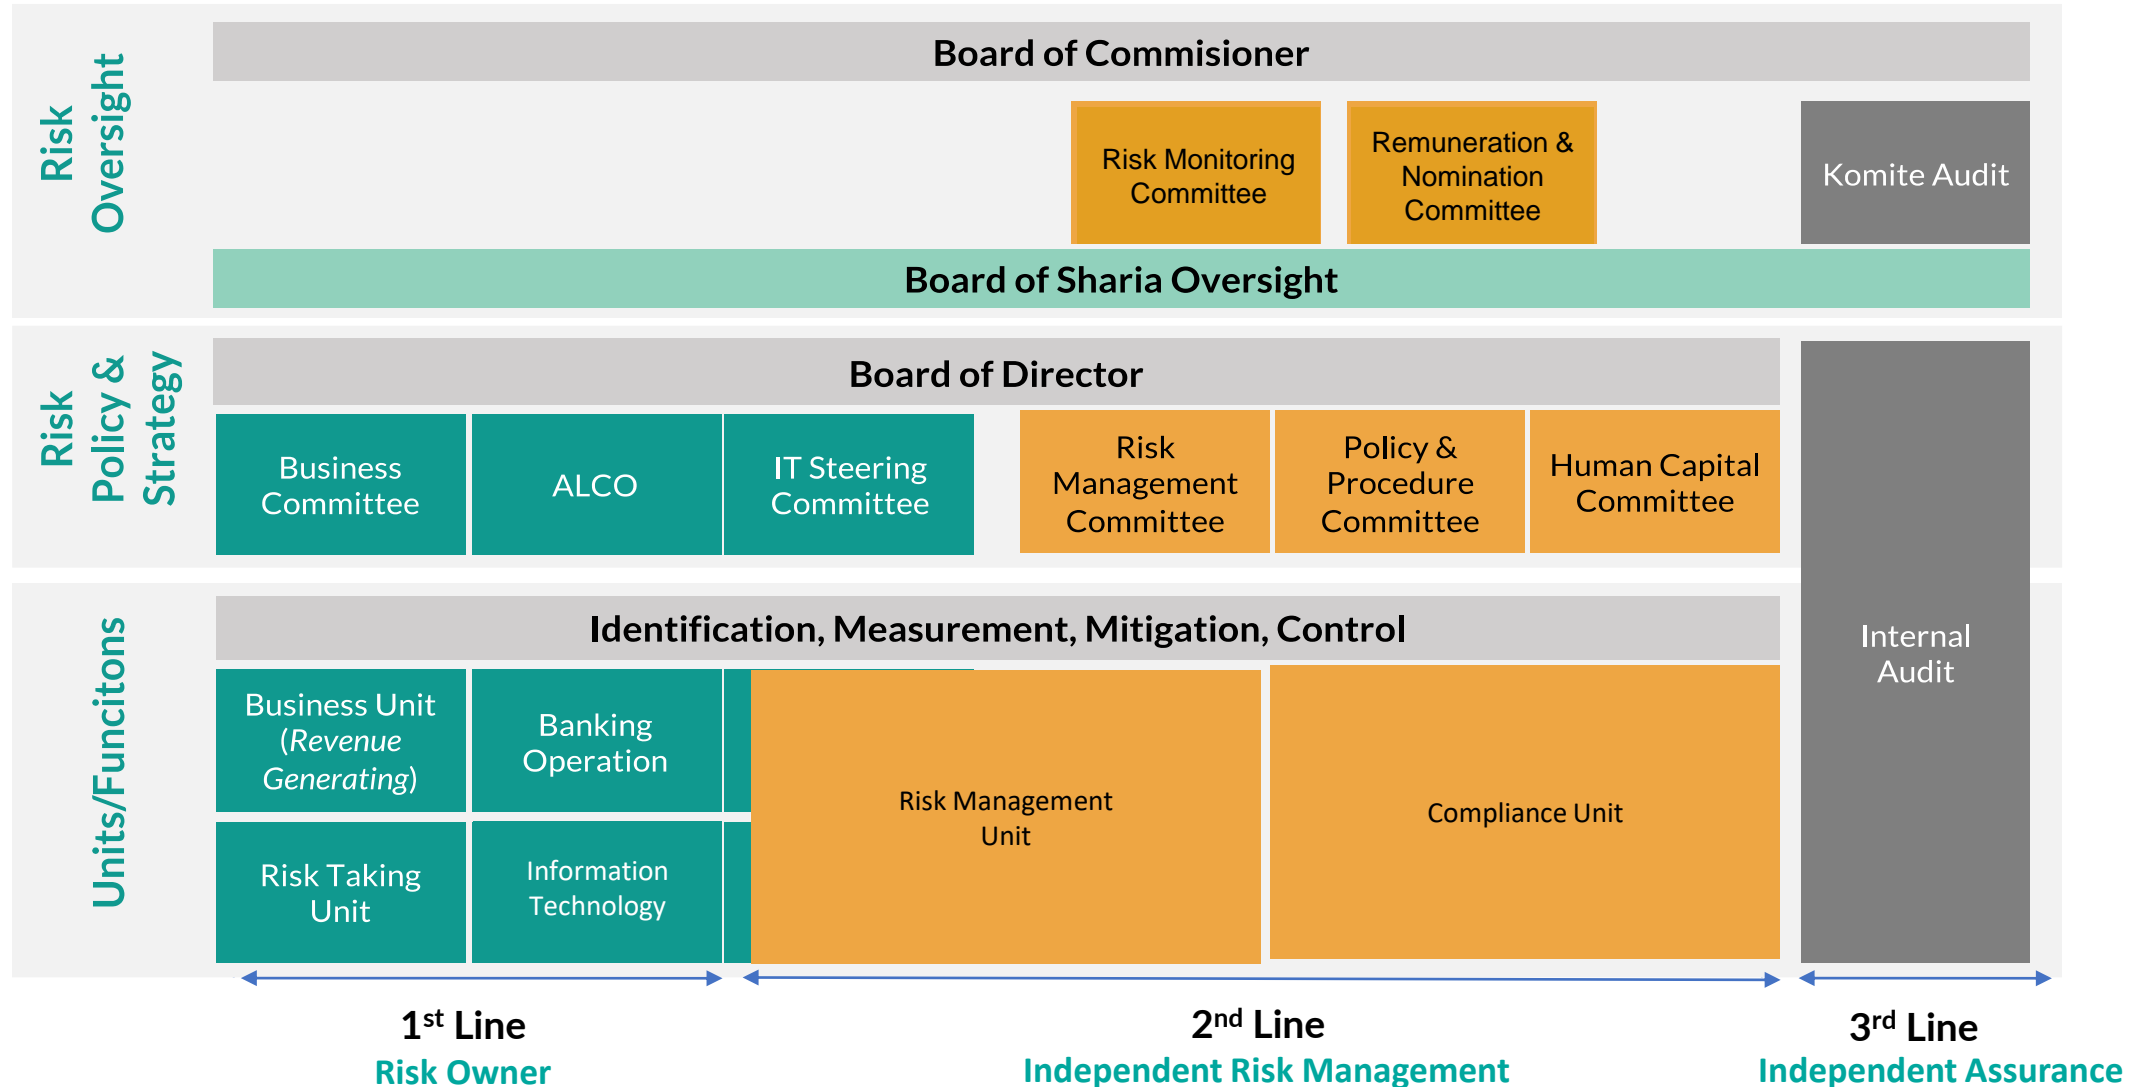 Risk
Oversight
Board of Commisioner
Risk Monitoring
Committee
Remuneration &
Nomination
Committee
Komite Audit
Board of Sharia Oversight
Risk
Policy &
Strategy
Board of Director
Business
Committee
ALCO
IT Steering
Committee
Risk
Management
Committee
Policy &
Procedure
Committee
Human Capital
Committee
Units/Funcitons
Identification, Measurement, Mitigation, Control
Business Unit
(Revenue
Generating)
Banking
Operation
Risk Taking
Unit
Information
Technology
Risk Management
Unit
Compliance Unit
Internal
Audit
1st Line
Risk Owner
2nd Line
Independent Risk Management
3rd Line
Independent Assurance